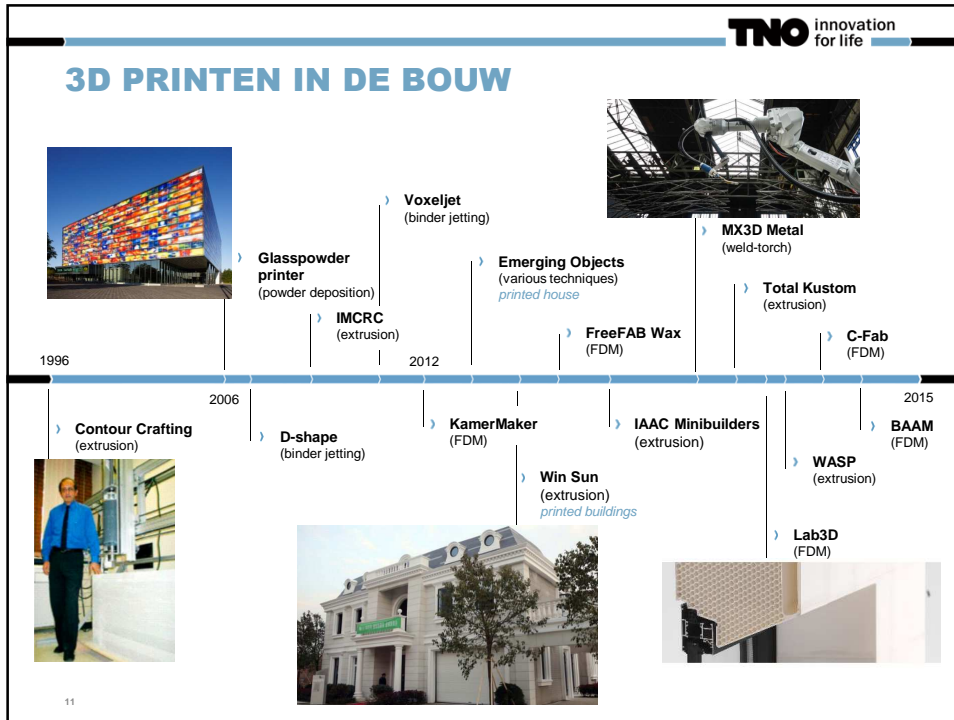 TNO innovation
for life
3D PRINTEN IN DE BOUW
Voxeljet
(binder jetting)
MX3D Metal
(weld-torch)
Glasspowder
printer
(powder deposition)
Emerging Objects
(various techniques)
printed house
Total Kustom
(extrusion)
IMCRC
(extrusion)
FreeFAB Wax
(FDM)
C-Fab
(FDM)
1996
2012
2006
2015
Contour Crafting
(extrusion)
D-shape
(binder jetting)
KamerMaker
(FDM)
IAAC Minibuilders
(extrusion)
BAAM
(FDM)
WASP
(extrusion)
Win Sun
(extrusion)
printed buildings
Lab3D
(FDM)
11